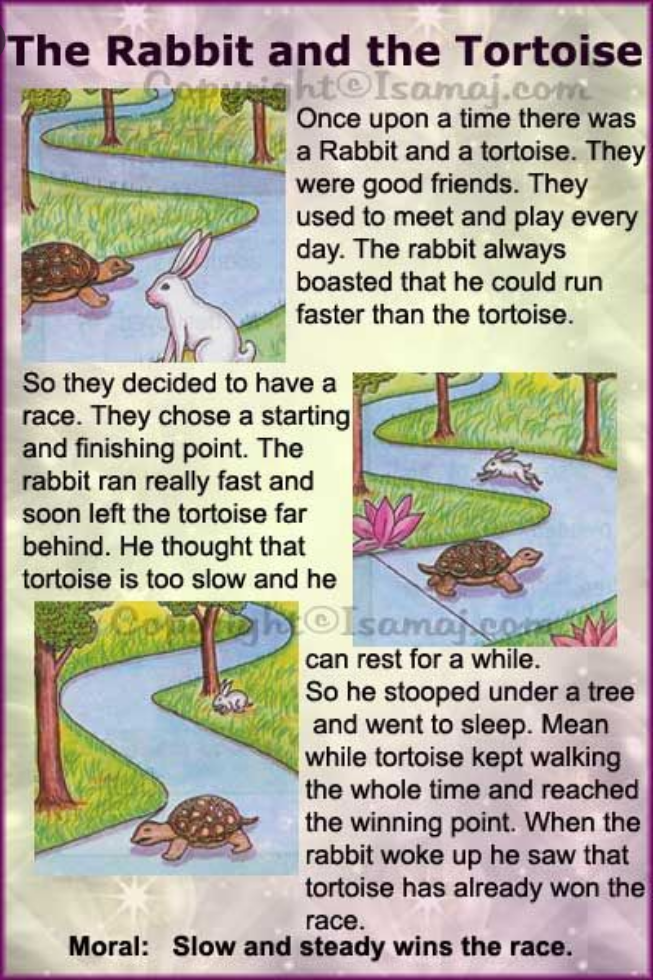 The Rabbit and the Tortoise
Copyright©Isamaj.com
Once upon a time there was
a Rabbit and a tortoise. They
were good friends. They
used to meet and play every
day. The rabbit always
boasted that he could run
faster than the tortoise.
So they decided to have a
race. They chose a starting
and finishing point. The
rabbit ran really fast and
soon left the tortoise far
behind. He thought that
tortoise is too slow and he
Copyright©Isamaj.com
can rest for a while.
So he stooped under a tree
and went to sleep. Mean
while tortoise kept walking
the whole time and reached
the winning point. When the
rabbit woke up he saw that
tortoise has already won the
race.
Moral: Slow and steady wins the race.